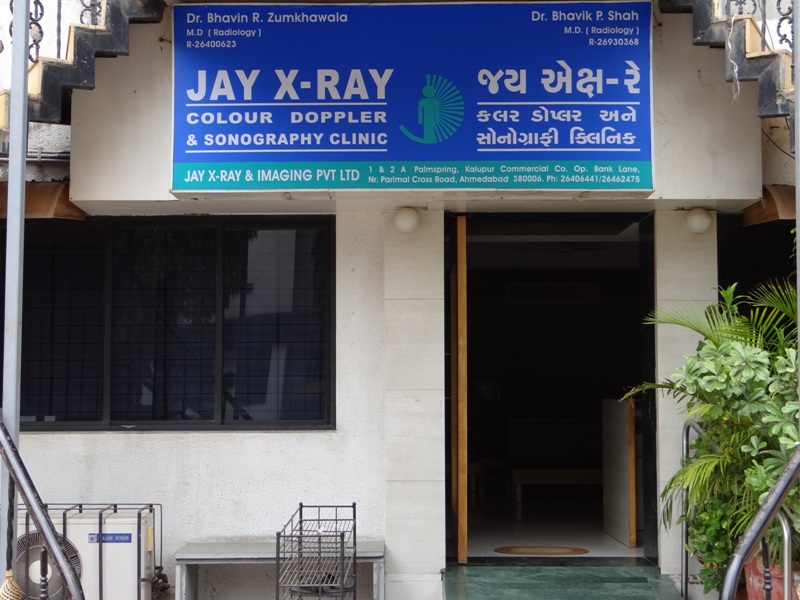 Dr. Bhavin R. Zumkhawala
M.D ( Radiology )
R-26400623
Dr. Bhavik P. Shah
M.D. ( Radiology )
R-26930368
JAY X-RAY
COLOUR DOPPLER
& SONOGRAPHY CLINIC
જય એક્ષ-રે
કલર ડોપ્લર અને
સોનોગ્રાફી ક્લિનિક
JAY X-RAY & IMAGING PVT LTD
1 & 2 A Palmspring, Kalupur Commercial Co. Op. Bank Lane,
Nr. Parimal Cross Road, Ahmedabad 380006. Ph: 26406441/26462475
BLUE STAR